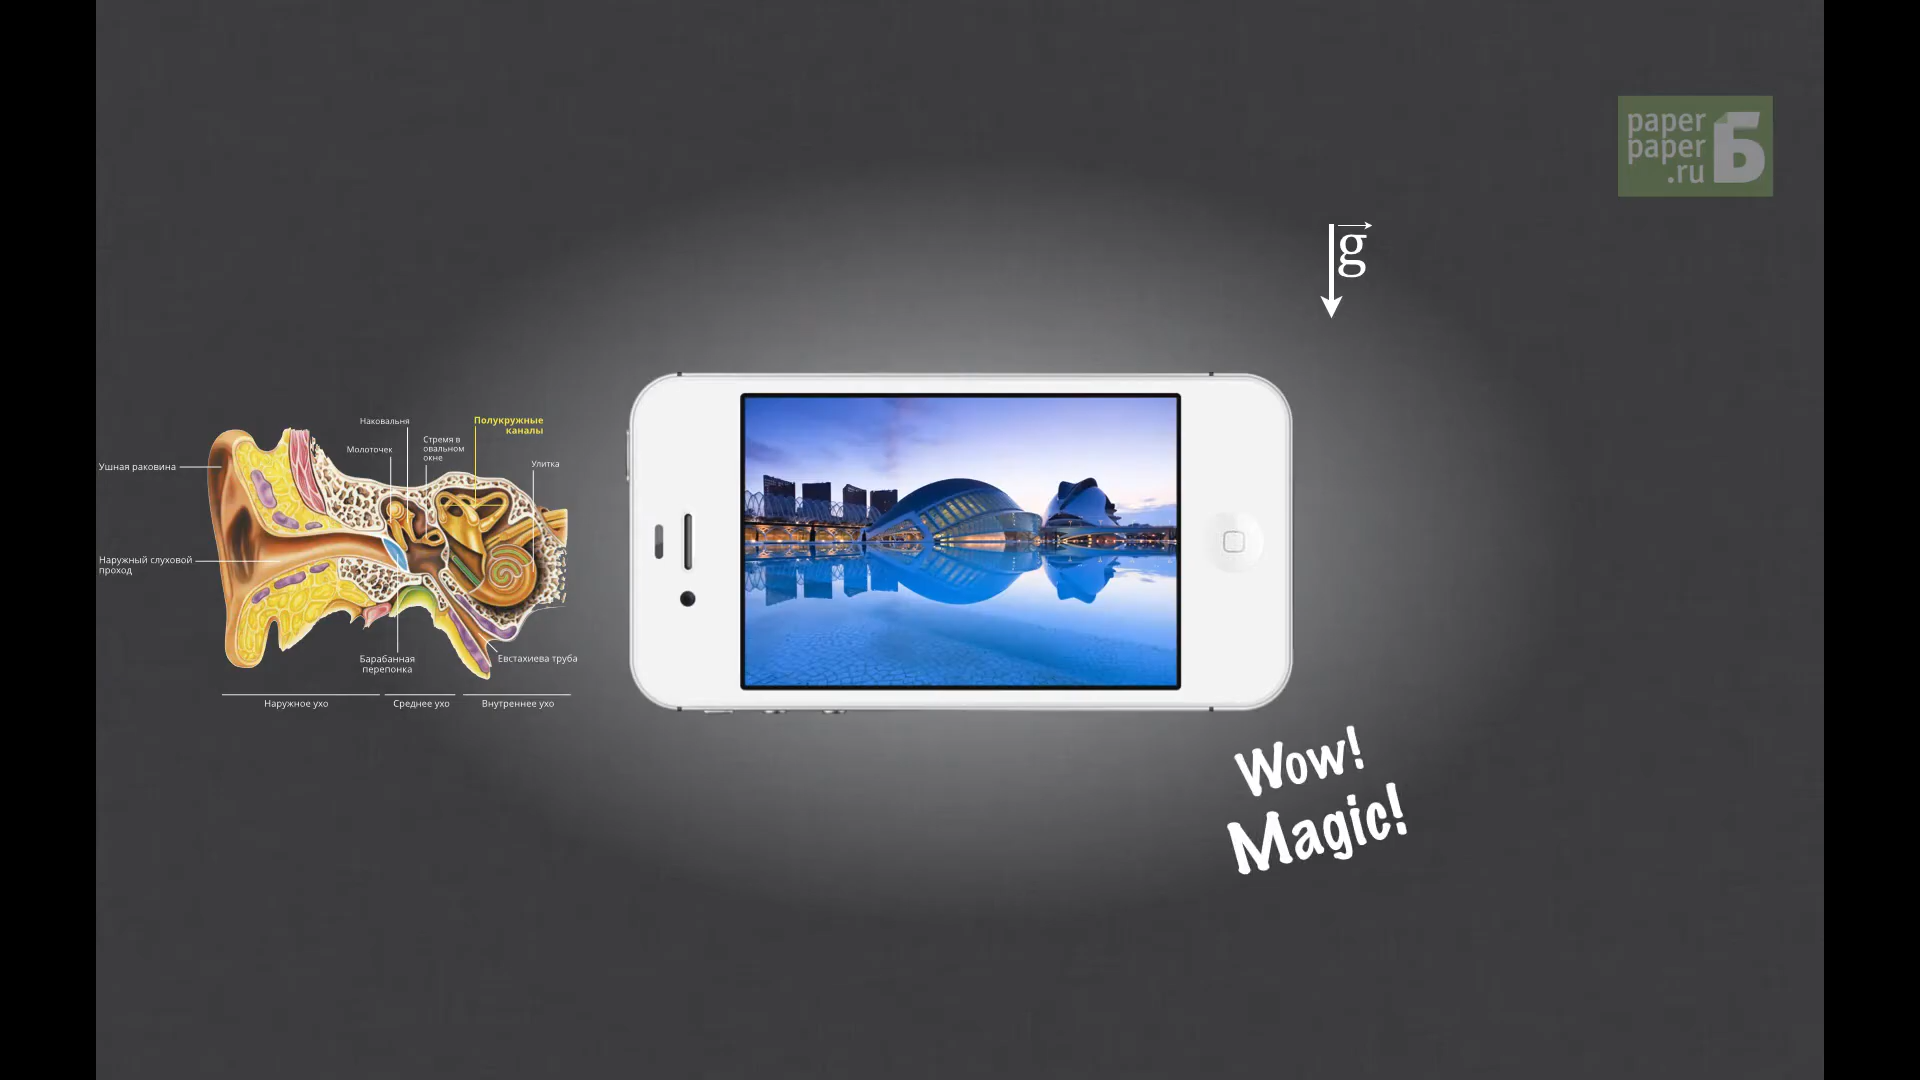 paper
paper
.ru
Б
g
Наковальня
Полукружные
каналы
Молоточек
Стремя в
овальном
окне
Улитка
Ушная раковина
Наружный слуховой
проход
Барабанная
перепонка
Евстахиева труба
Наружное ухо
Среднее ухо
Внутреннее ухо
Wow!
Magic!